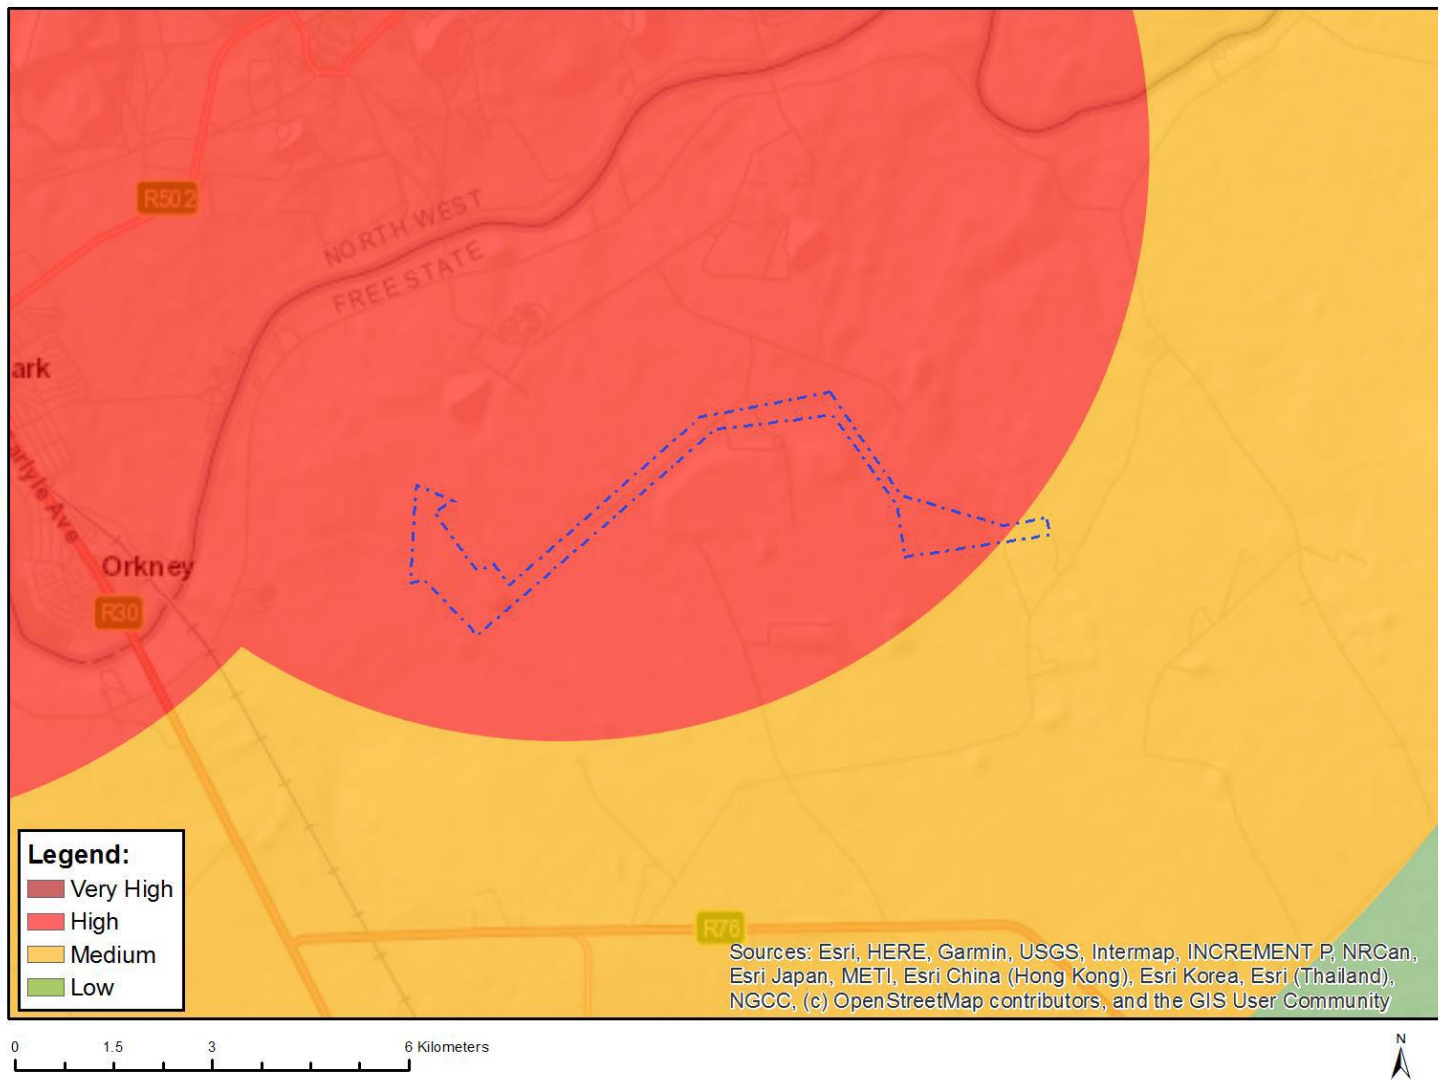 R502
NORTH WEST
FREE STATE
ark
arlyle Ave
Orkney
R30
R76
Legend:
Very High
High
Medium
Low
Sources: Esri, HERE, Garmin, USGS, Intermap, INCREMENT P, NRCan,
Esri Japan, METI, Esri China (Hong Kong), Esri Korea, Esri (Thailand),
NGCC, (c) OpenStreetMap contributors, and the GIS User Community
0 1.5 3 6 Kilometers
N